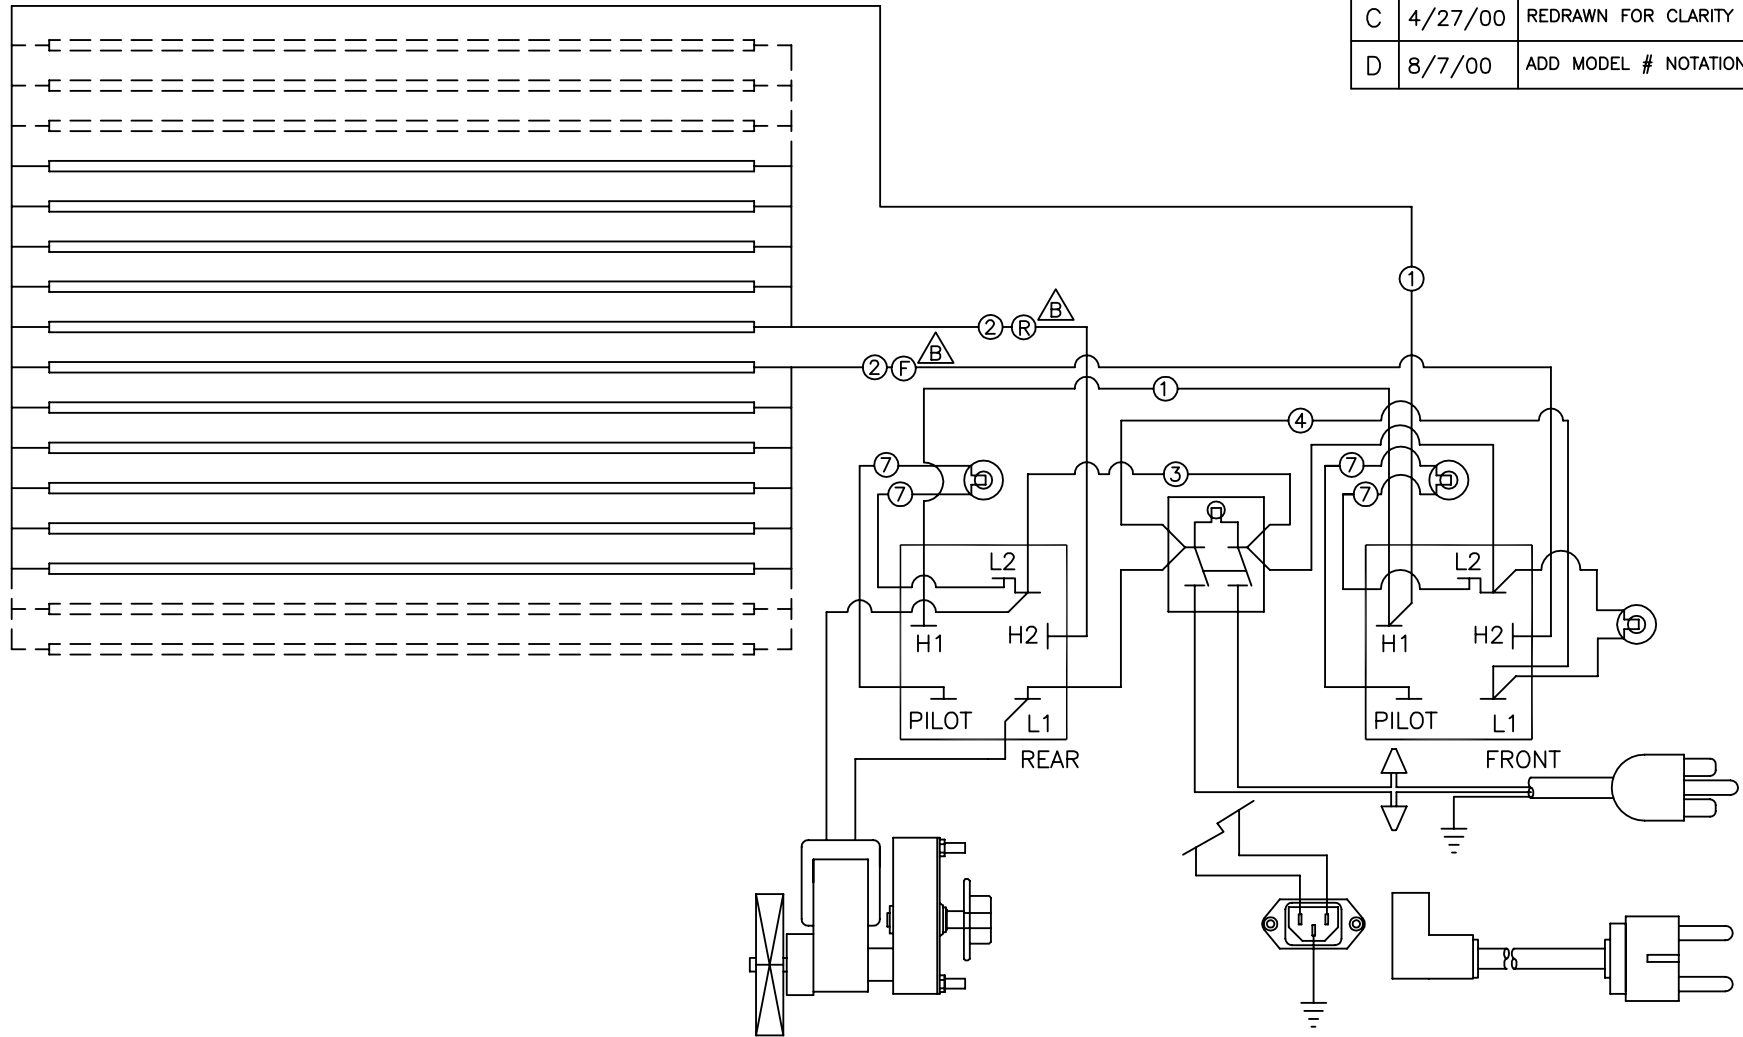 C 4/27/00 REDRAWN FOR CLARITY
D 8/7/00 ADD MODEL # NOTATION
1
B
2 R
B
2 F
1
4
7
3
7
7
7
L2
L2
H1
H2
H1
H2
PILOT
L1
PILOT
L1
REAR
FRONT